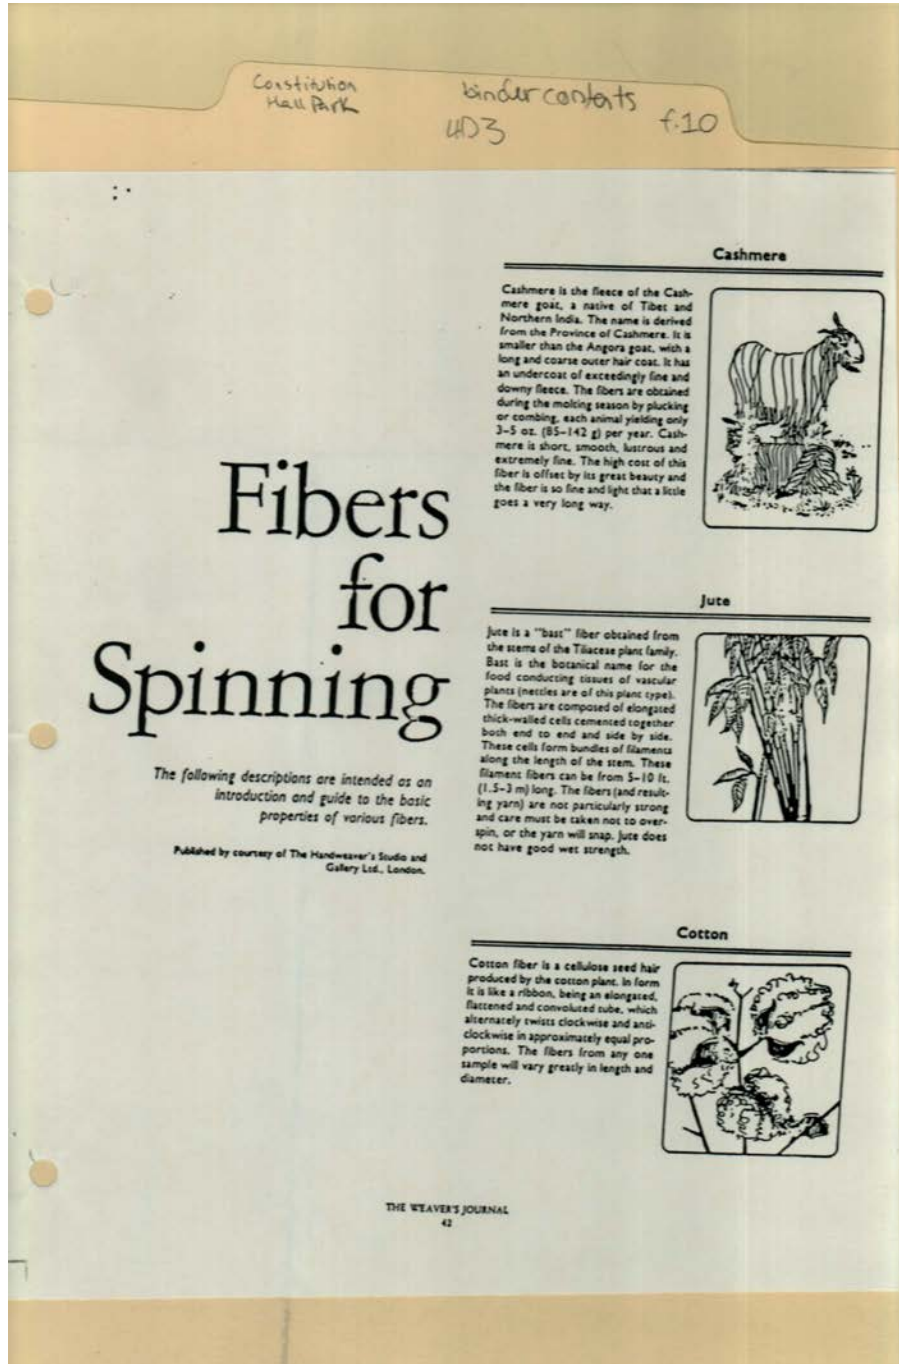 Constitution
Hall Park
binder contents
4D3
f.10
Fibers
for
Spinning
The following descriptions are intended as an
introduction and guide to the basic
properties of various fibers.
Published by courtesy of The Handweaver's Studio and
Gallery Ltd., London.
Cashmere
Cashmere is the fleece of the Cash-
mere goat, a native of Tibet and
Northern India. The name is derived
from the Province of Cashmere. It is
smaller than the Angora goat, with a
long and coarse outer hair coat. It has
an undercoat of exceedingly fine and
downy fleece. The fibers are obtained
during the molting season by plucking
or combing, each animal yielding only
3–5 oz. (85–142 g) per year. Cash-
mere is short, smooth, lustrous and
extremely fine. The high cost of this
fiber is offset by its great beauty and
the fiber is so fine and light that a little
goes a very long way.
Jute
Jute is a "bast" fiber obtained from
the stems of the Tiliaceae plant family.
Bast is the botanical name for the
food conducting tissues of vascular
plants (nettles are of this plant type).
The fibers are composed of elongated
thick-walled cells cemented together
both end to end and side by side.
These cells form bundles of filaments
along the length of the stem. These
filament fibers can be from 5–10 ft.
(1.5–3 m) long. The fibers (and result-
ing yarn) are not particularly strong
and care must be taken not to over-
spin, or the yarn will snap. Jute does
not have good wet strength.
Cotton
Cotton fiber is a cellulose seed hair
produced by the cotton plant. In form
it is like a ribbon, being an elongated,
flattened and convoluted tube, which
alternately twists clockwise and anti-
clockwise in approximately equal pro-
portions. The fibers from any one
sample will vary greatly in length and
diameter.
THE WEAVER'S JOURNAL
42